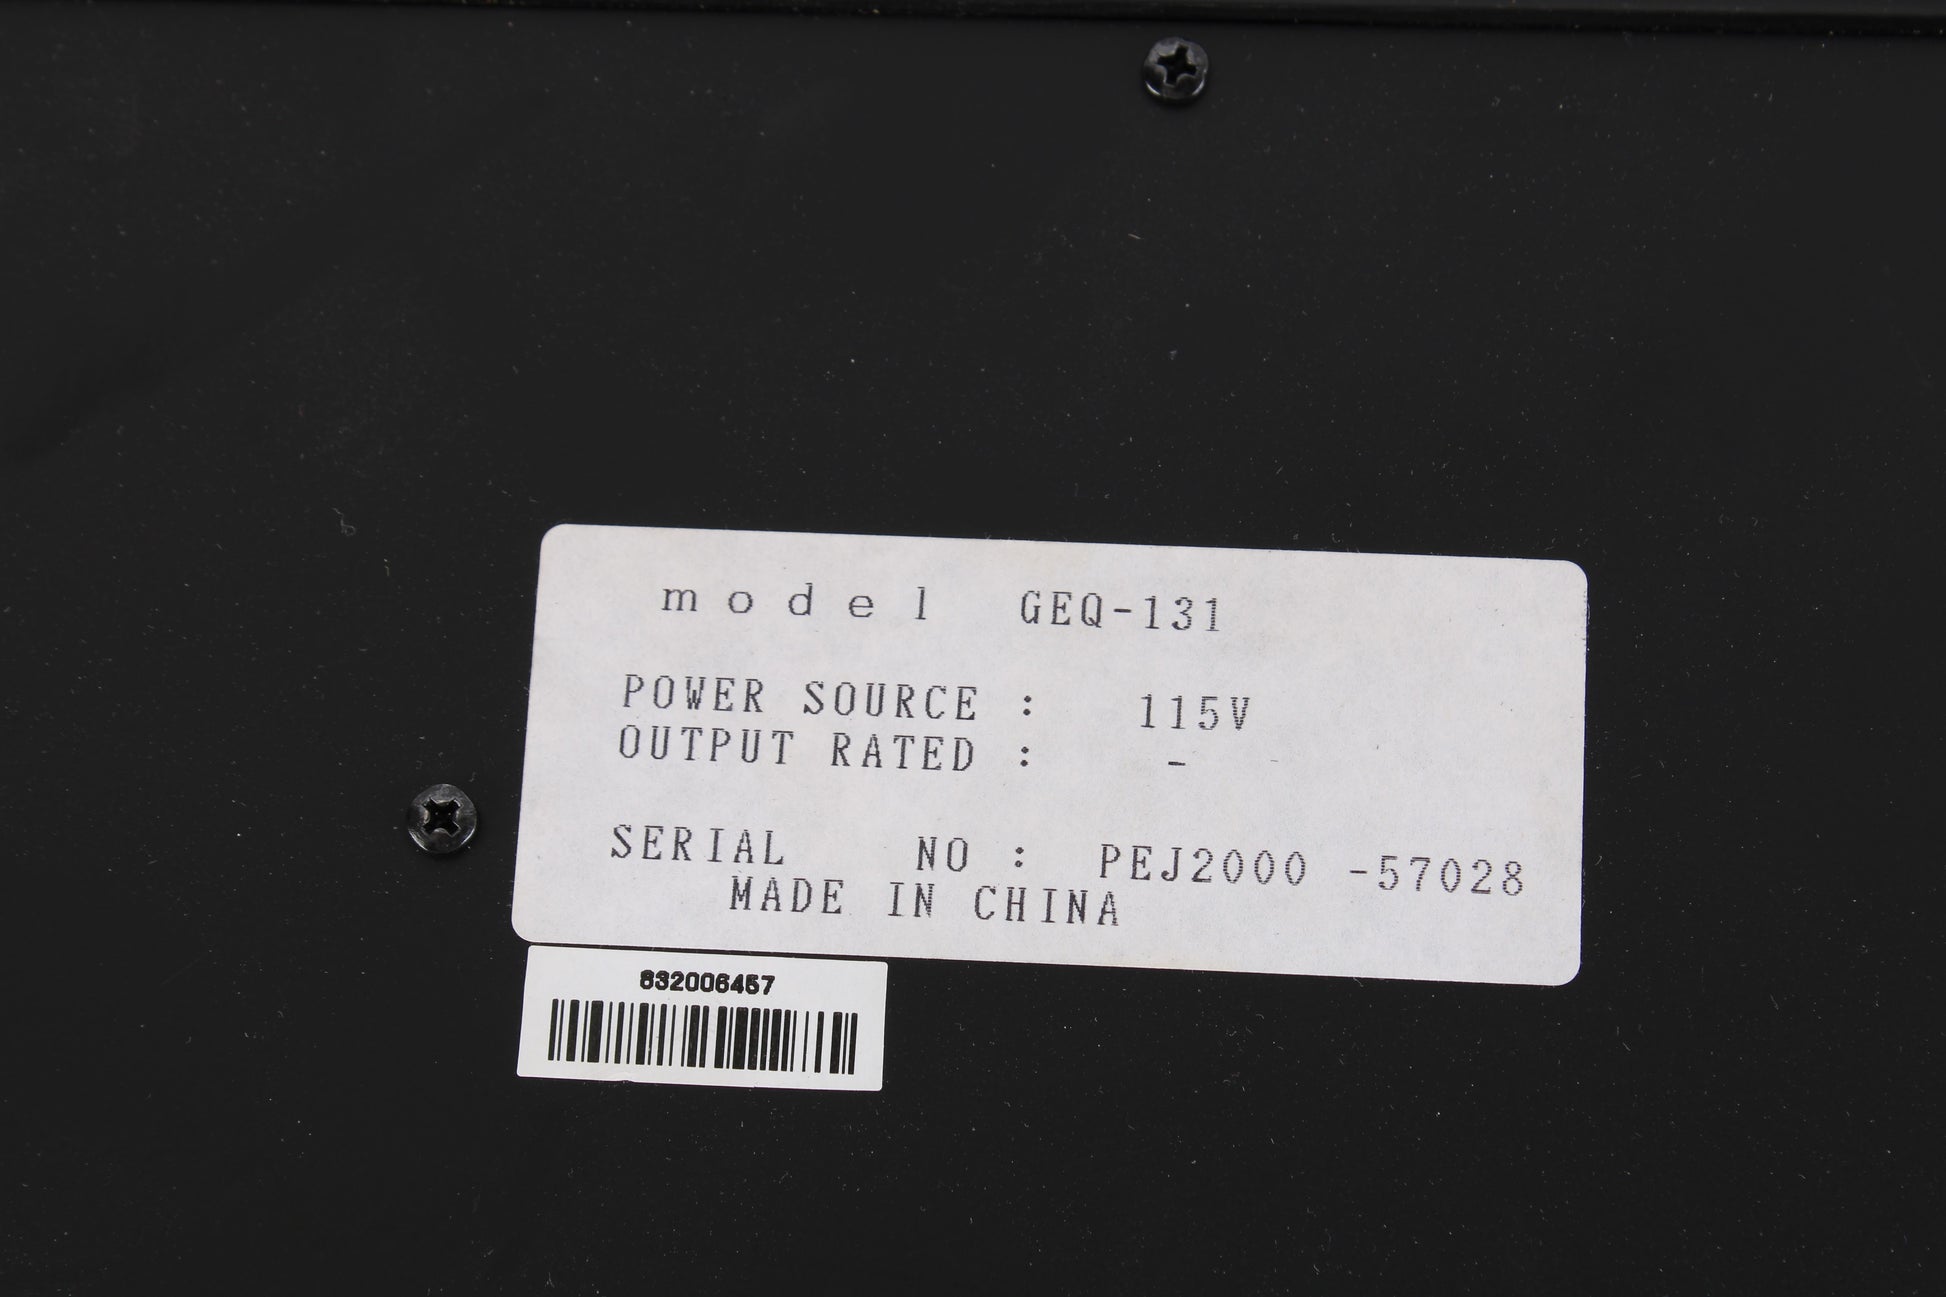 model GEQ-131
POWER SOURCE : 115V
OUTPUT RATED : -
SERIAL NO : PEJ2000 -57028
MADE IN CHINA
832006457